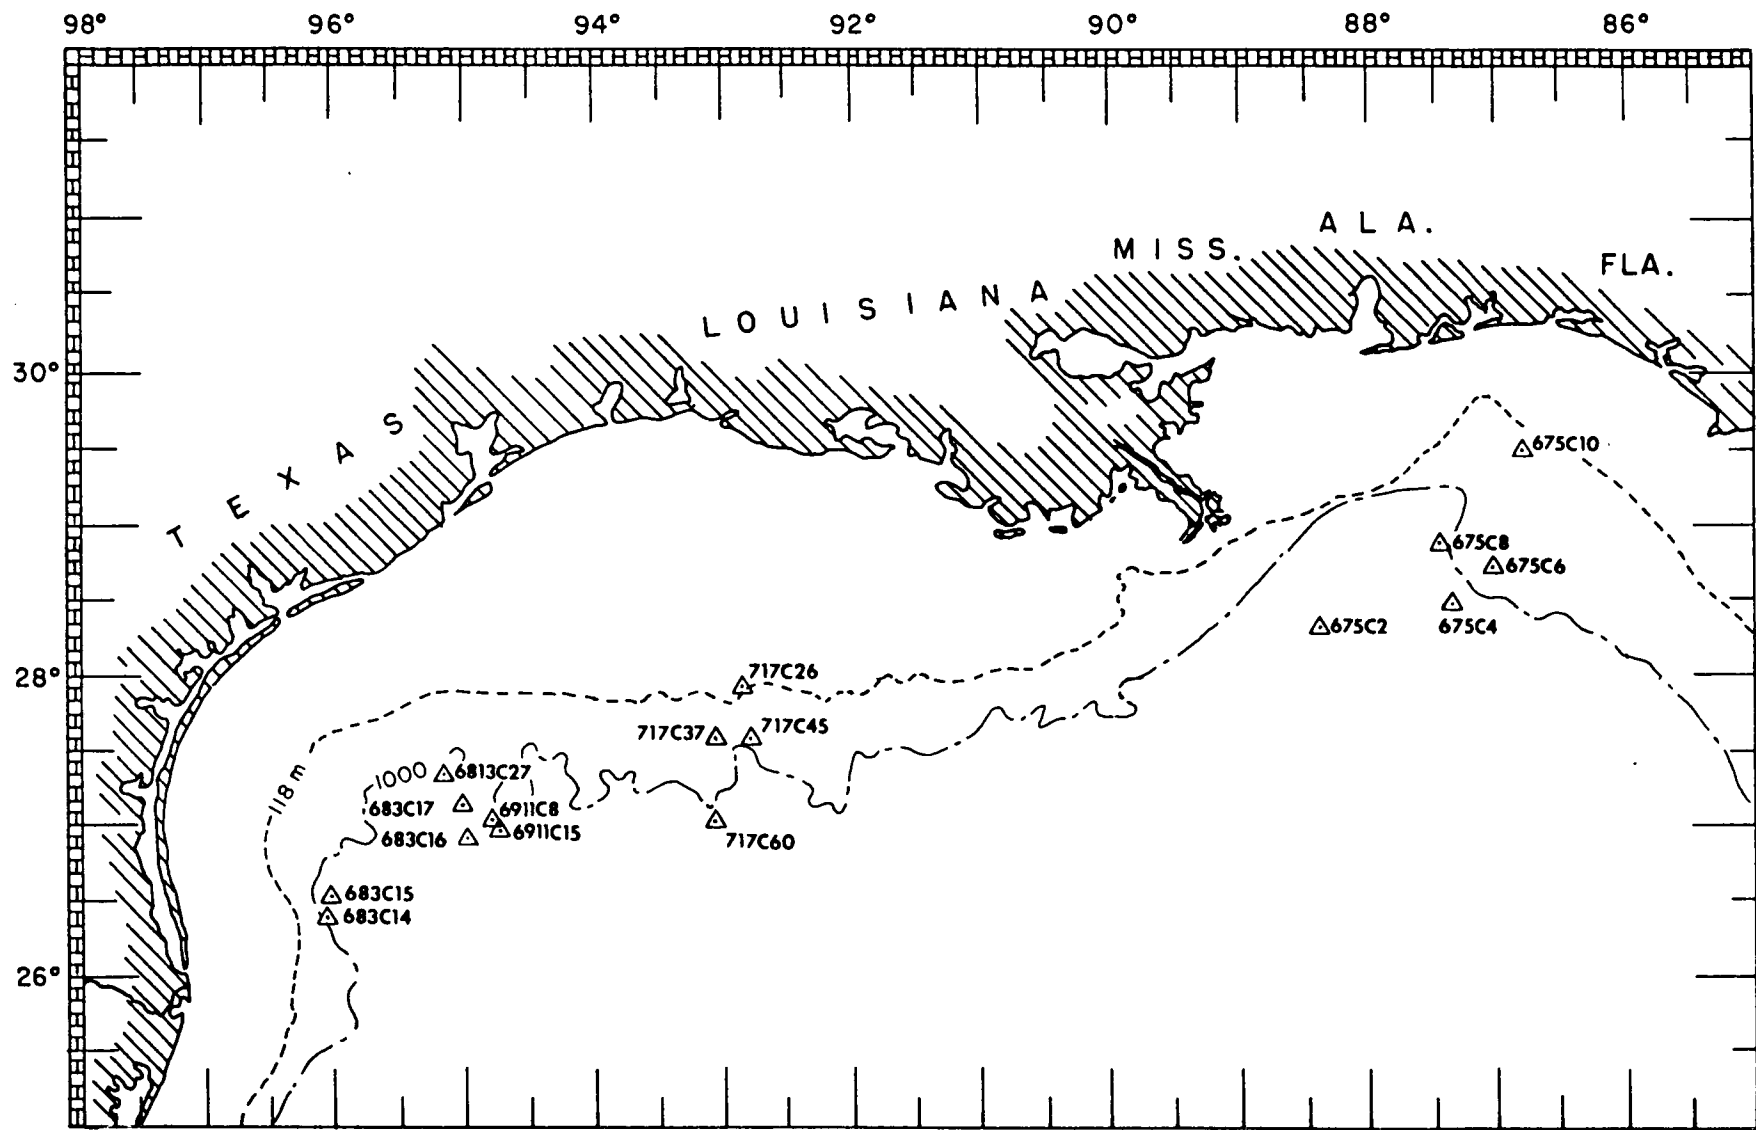 98° 96° 94° 92° 90° 88° 86°
ALA.
MISS.
FLA.
LOUISIANA
30°
TEXAS
675C10
675C8
675C6
675C4
675C2
28°
717C26
717C37
717C45
118 m
1000
6813C27
683C17
6911C8
6911C15
683C16
717C60
683C15
683C14
26°